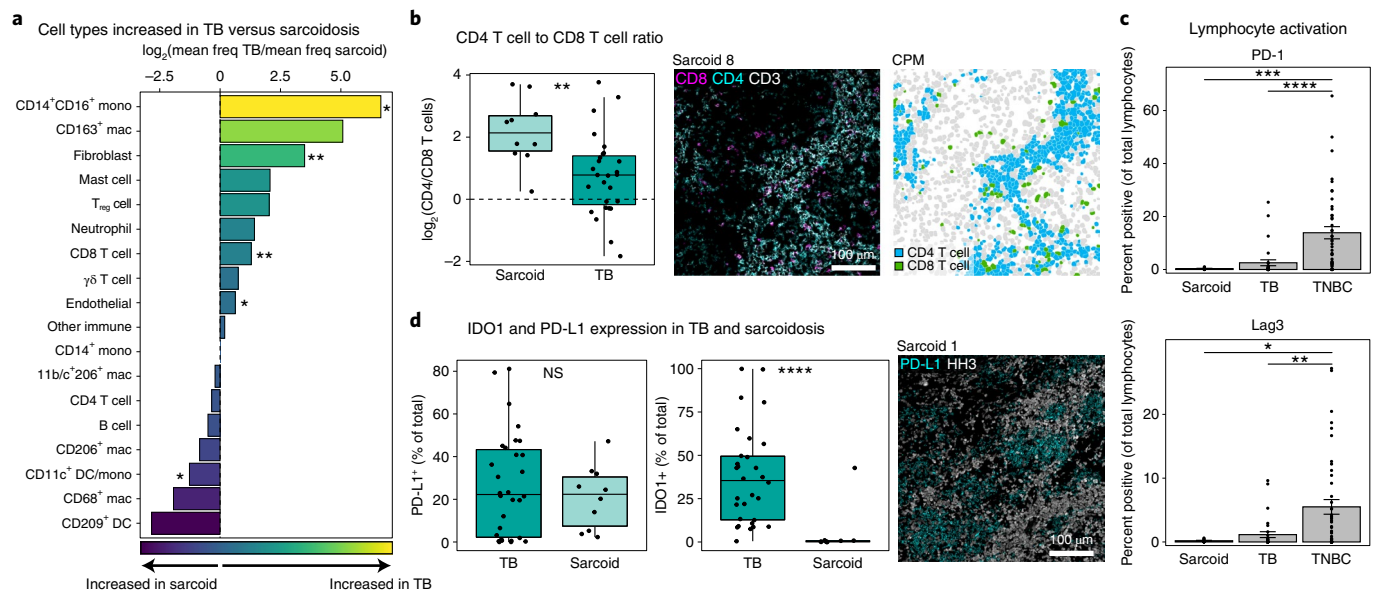 a
Cell types increased in TB versus sarcoidosis
log₂(mean freq TB/mean freq sarcoid)
−2.5 0 2.5 5.0
CD14⁺CD16⁺ mono *
CD163⁺ mac
Fibroblast **
Mast cell
T_reg cell
Neutrophil
CD8 T cell **
γδ T cell
Endothelial *
Other immune
CD14⁺ mono
11b/c⁺206⁺ mac
CD4 T cell
B cell
CD206⁺ mac
CD11c⁺ DC/mono *
CD68⁺ mac
CD209⁺ DC
Increased in sarcoid
Increased in TB
b
CD4 T cell to CD8 T cell ratio
log₂(CD4/CD8 T cells)
4
2
0
−2
**
Sarcoid TB
Sarcoid 8
CD8 CD4 CD3
100 μm
CPM
CD4 T cell
CD8 T cell
c
Lymphocyte activation
PD-1
Percent positive (of total lymphocytes)
60
40
20
0
***
****
Sarcoid TB TNBC
Lag3
Percent positive (of total lymphocytes)
20
10
0
*
**
Sarcoid TB TNBC
d
IDO1 and PD-L1 expression in TB and sarcoidosis
PD-L1⁺ (% of total)
80
60
40
20
0
NS
TB Sarcoid
IDO1+ (% of total)
100
75
50
25
0
****
TB Sarcoid
Sarcoid 1
PD-L1 HH3
100 μm